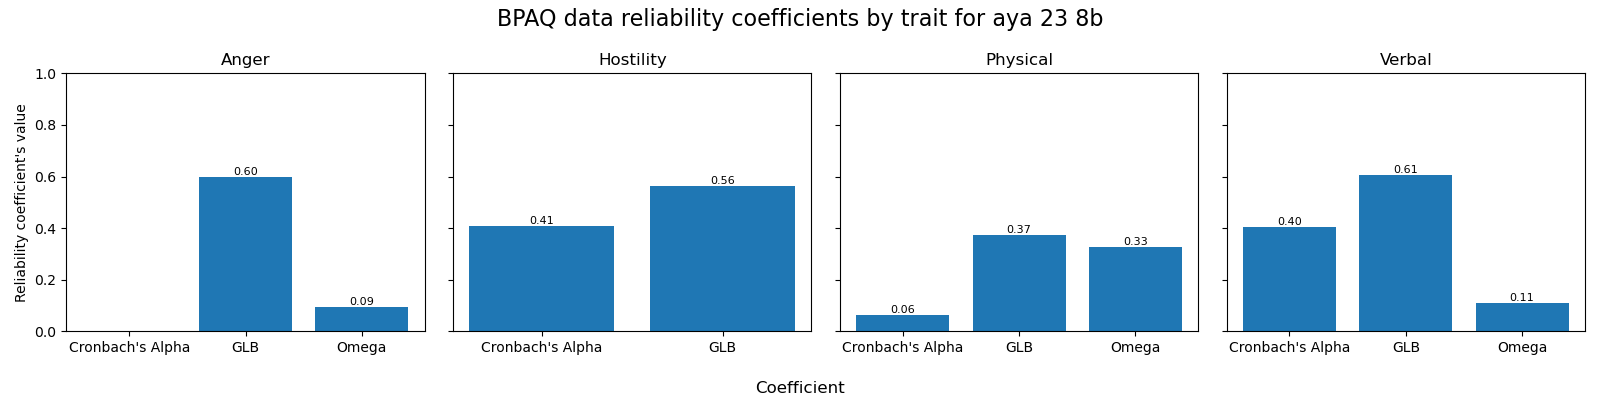 BPAQ data reliability coefficients by trait for aya 23 8b
Anger
Hostility
Physical
Verbal
Reliability coefficient's value
1.0
0.8
0.6
0.4
0.2
0.0
0.60
0.09
Cronbach's Alpha GLB Omega
0.41
0.56
Cronbach's Alpha GLB
0.06
0.37
0.33
Cronbach's Alpha GLB Omega
0.40
0.61
0.11
Cronbach's Alpha GLB Omega
Coefficient